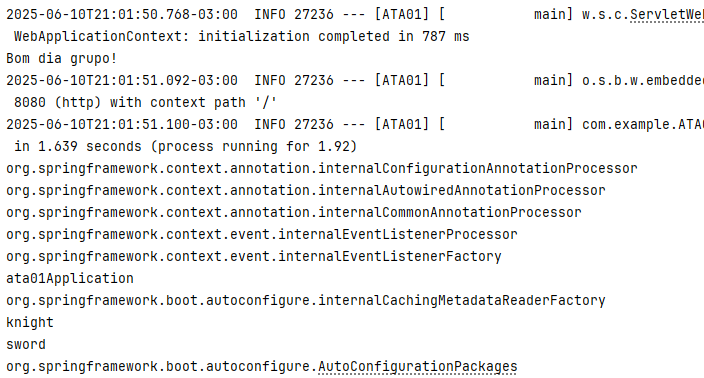 2025-06-10T21:01:50.768-03:00  INFO 27236 --- [ATA01] [           main] w.s.c.ServletWeb
 WebApplicationContext: initialization completed in 787 ms
Bom dia grupo!
2025-06-10T21:01:51.092-03:00  INFO 27236 --- [ATA01] [           main] o.s.b.w.embedded
 8080 (http) with context path '/'
2025-06-10T21:01:51.100-03:00  INFO 27236 --- [ATA01] [           main] com.example.ATA0
 in 1.639 seconds (process running for 1.92)
org.springframework.context.annotation.internalConfigurationAnnotationProcessor
org.springframework.context.annotation.internalAutowiredAnnotationProcessor
org.springframework.context.annotation.internalCommonAnnotationProcessor
org.springframework.context.event.internalEventListenerProcessor
org.springframework.context.event.internalEventListenerFactory
ata01Application
org.springframework.boot.autoconfigure.internalCachingMetadataReaderFactory
knight
sword
org.springframework.boot.autoconfigure.AutoConfigurationPackages